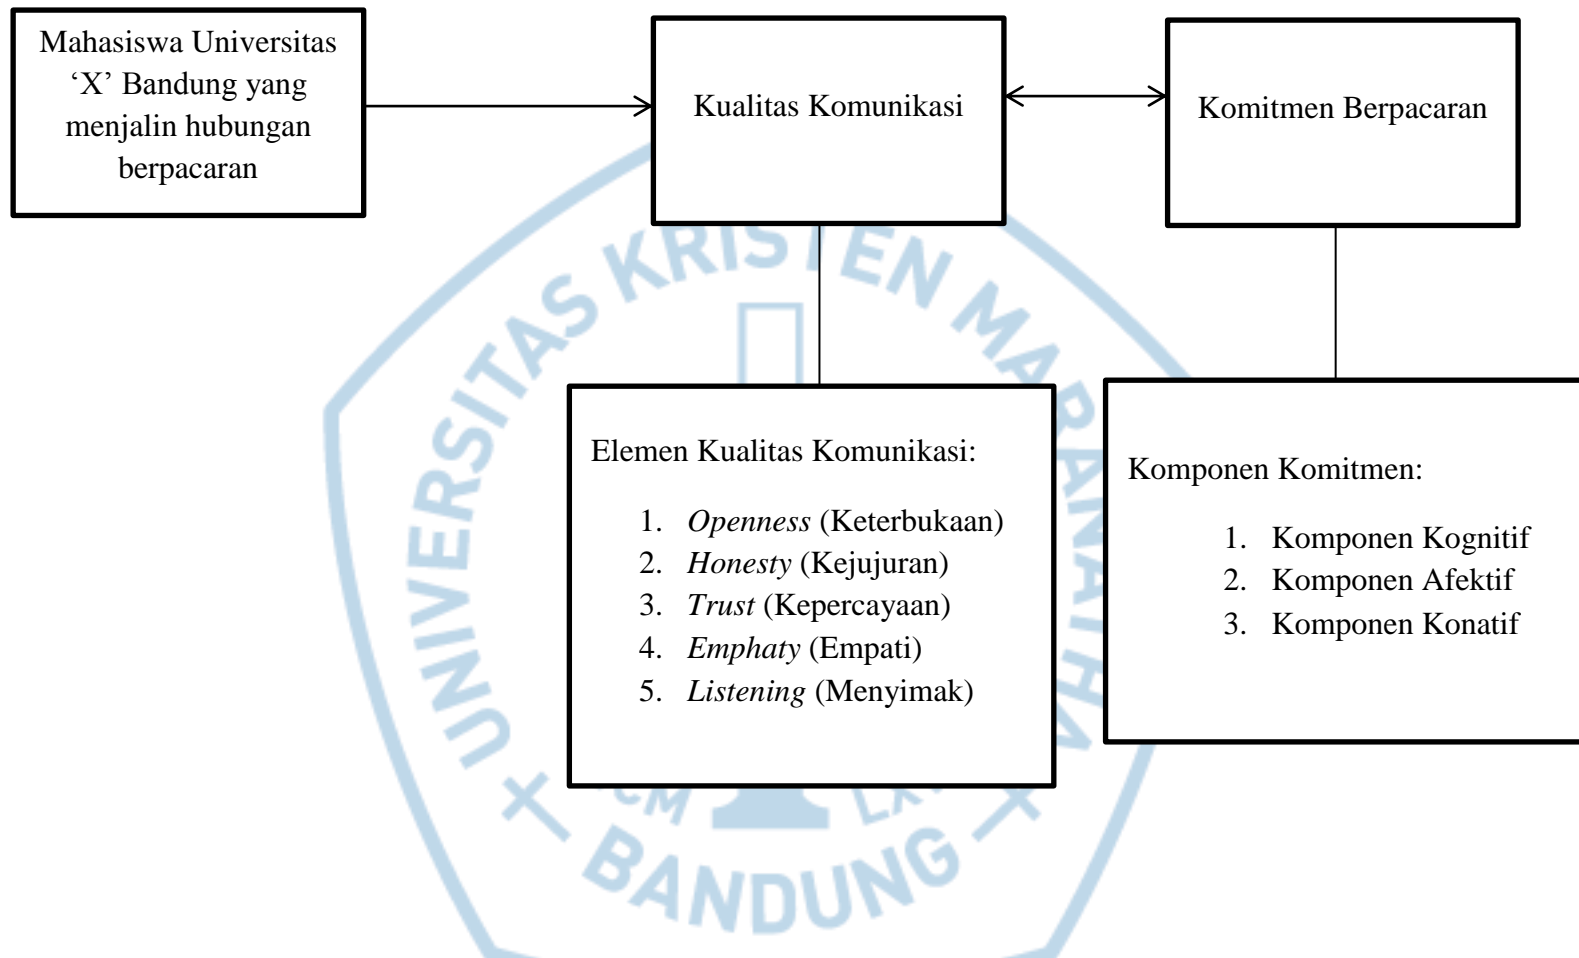 Mahasiswa Universitas
‘X’ Bandung yang
menjalin hubungan
berpacaran
Kualitas Komunikasi
Komitmen Berpacaran
Elemen Kualitas Komunikasi:
1. Openness (Keterbukaan)
2. Honesty (Kejujuran)
3. Trust (Kepercayaan)
4. Emphaty (Empati)
5. Listening (Menyimak)
Komponen Komitmen:
1. Komponen Kognitif
2. Komponen Afektif
3. Komponen Konatif
UNIVERSITAS KRISTEN MARANATHA
BANDUNG